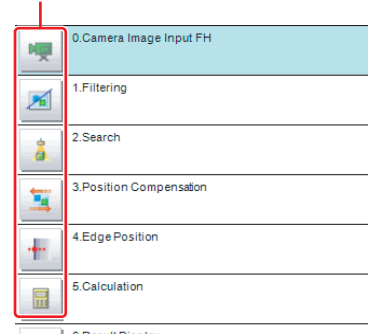 0.Camera Image Input FH
1.Filtering
2.Search
3.Position Compensation
4.Edge Position
5.Calculation